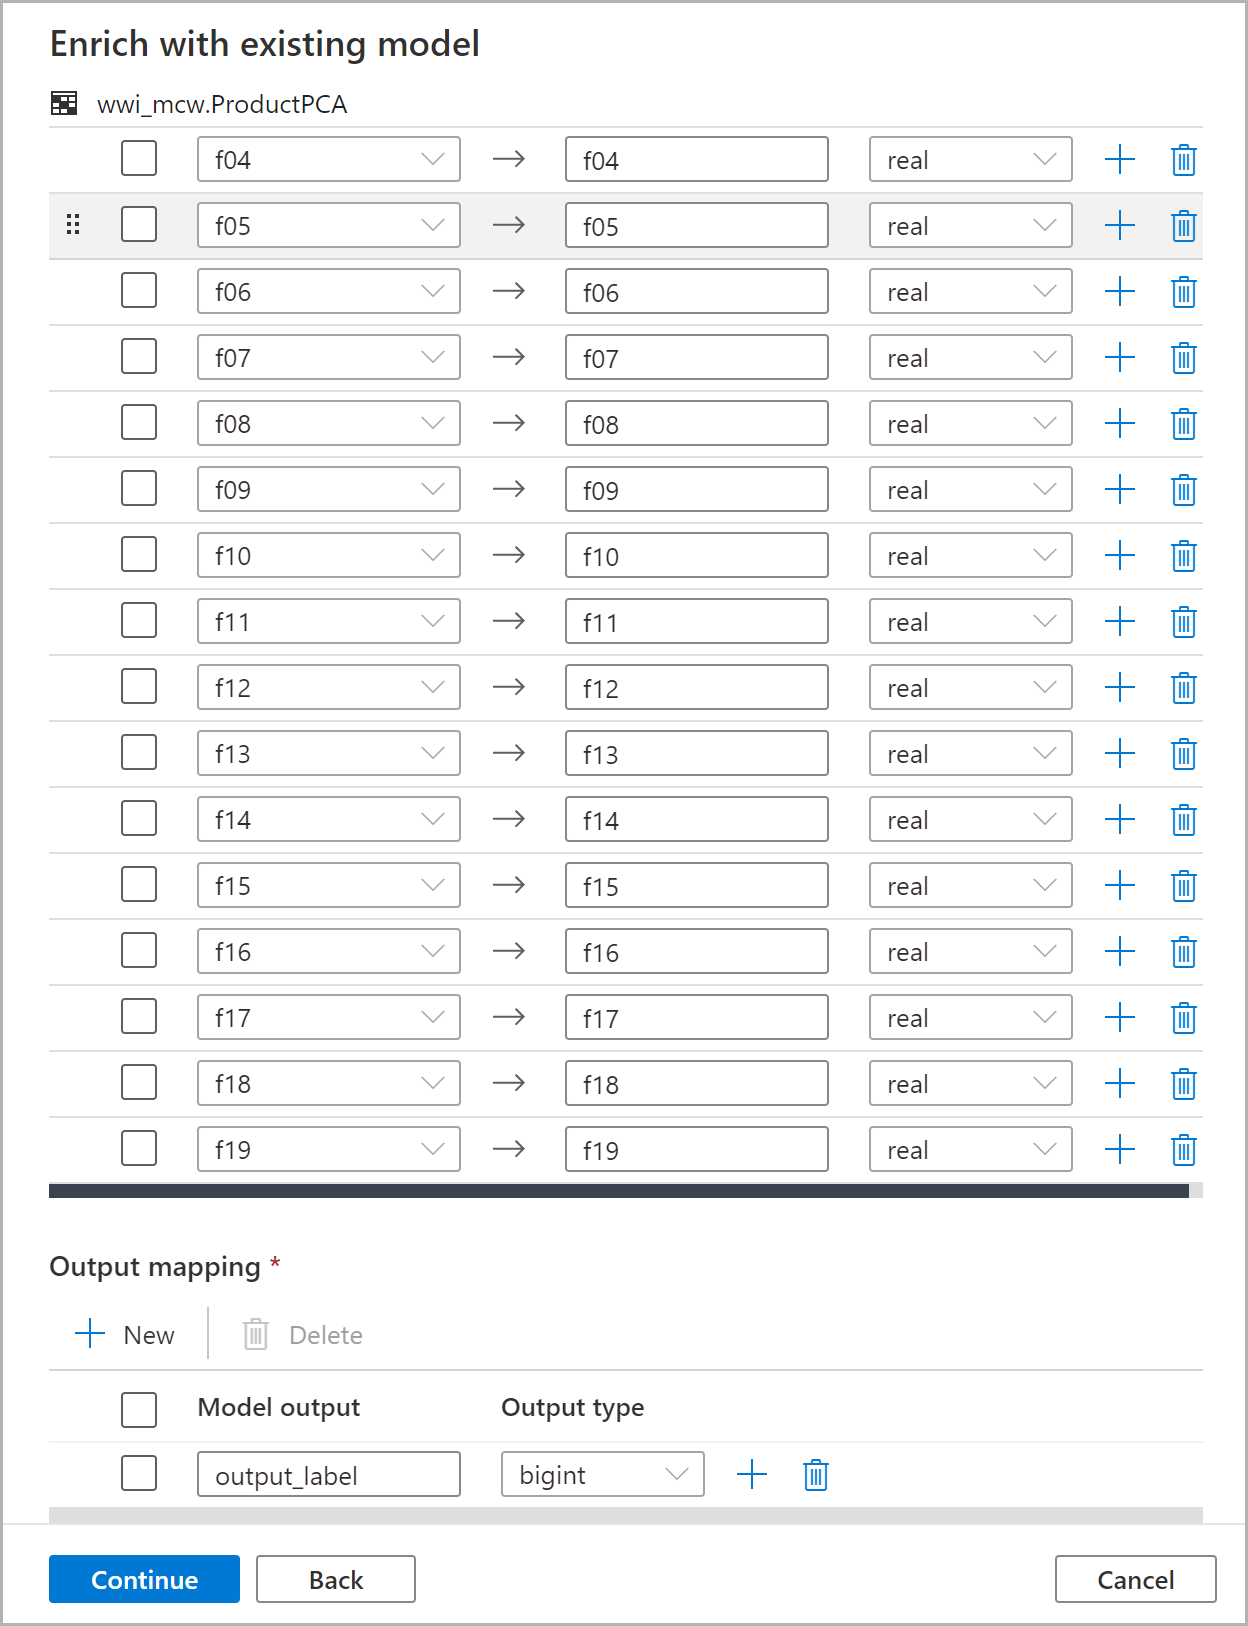 Enrich with existing model
wwi_mcw.ProductPCA
f04 f04 real
f05 f05 real
f06 f06 real
f07 f07 real
f08 f08 real
f09 f09 real
f10 f10 real
f11 f11 real
f12 f12 real
f13 f13 real
f14 f14 real
f15 f15 real
f16 f16 real
f17 f17 real
f18 f18 real
f19 f19 real
Output mapping *
New Delete
Model output Output type
output_label bigint
Continue Back Cancel